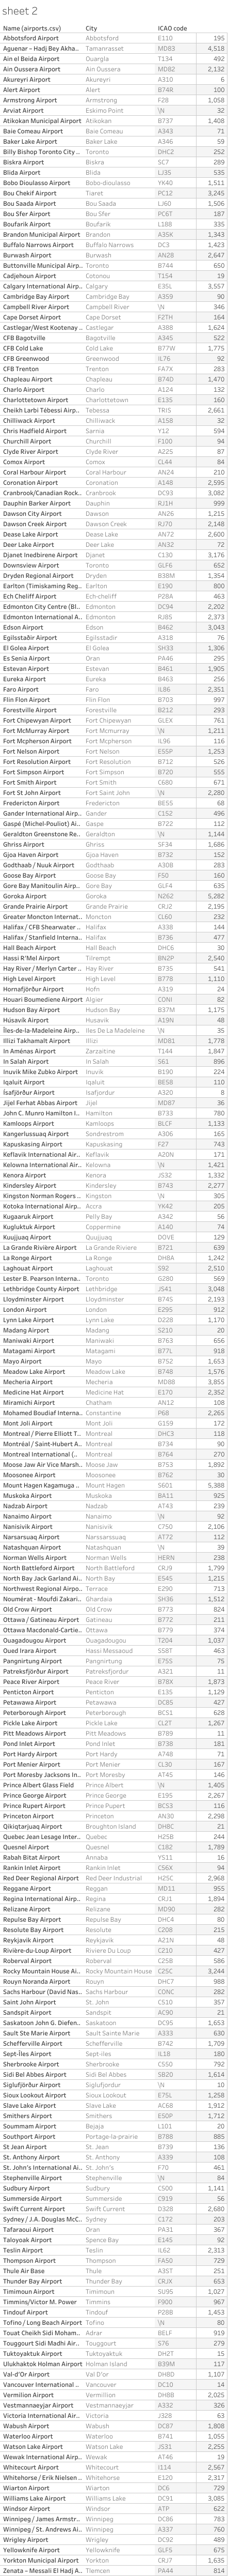 sheet 2
Name (airports.csv) City ICAO code
Abbotsford Airport Abbotsford E110 195
Aguenar – Hadj Bey Akha.. Tamanrasset MD83 4,518
Ain el Beida Airport Ouargla T134 492
Ain Oussera Airport Ain Oussera MD82 2,132
Akureyri Airport Akureyri A310 6
Alert Airport Alert B74R 100
Armstrong Airport Armstrong F28 1,058
Arviat Airport Eskimo Point \N 32
Atikokan Municipal Airport Atikokan B737 1,408
Baie Comeau Airport Baie Comeau A343 71
Baker Lake Airport Baker Lake A346 59
Billy Bishop Toronto City .. Toronto DHC2 252
Biskra Airport Biskra SC7 289
Blida Airport Blida LJ35 535
Bobo Dioulasso Airport Bobo-dioulasso YK40 1,511
Bou Chekif Airport Tiaret PC12 3,245
Bou Saada Airport Bou Saada LJ60 1,506
Bou Sfer Airport Bou Sfer PC6T 187
Boufarik Airport Boufarik L188 335
Brandon Municipal Airport Brandon A35K 1,343
Buffalo Narrows Airport Buffalo Narrows DC3 1,423
Burwash Airport Burwash AN28 2,647
Buttonville Municipal Airp.. Toronto B744 650
Cadjehoun Airport Cotonou T154 19
Calgary International Airp.. Calgary E35L 3,557
Cambridge Bay Airport Cambridge Bay A359 90
Campbell River Airport Campbell River \N 346
Cape Dorset Airport Cape Dorset F2TH 164
Castlegar/West Kootenay .. Castlegar A388 1,624
CFB Bagotville Bagotville A345 522
CFB Cold Lake Cold Lake B77W 1,775
CFB Greenwood Greenwood IL76 92
CFB Trenton Trenton FA7X 283
Chapleau Airport Chapleau B74D 1,470
Charlo Airport Charlo A124 132
Charlottetown Airport Charlottetown E135 160
Cheikh Larbi Tébessi Airp.. Tebessa TRIS 2,661
Chilliwack Airport Chilliwack A158 32
Chris Hadfield Airport Sarnia Y12 594
Churchill Airport Churchill F100 94
Clyde River Airport Clyde River A225 87
Comox Airport Comox CL44 84
Coral Harbour Airport Coral Harbour AN24 210
Coronation Airport Coronation A148 2,595
Cranbrook/Canadian Rock.. Cranbrook DC93 3,082
Dauphin Barker Airport Dauphin RJ1H 999
Dawson City Airport Dawson AN26 1,215
Dawson Creek Airport Dawson Creek RJ70 2,148
Dease Lake Airport Dease Lake AN72 2,600
Deer Lake Airport Deer Lake AN32 72
Djanet Inedbirene Airport Djanet C130 3,176
Downsview Airport Toronto GLF6 652
Dryden Regional Airport Dryden B38M 1,354
Earlton (Timiskaming Reg.. Earlton E190 800
Ech Cheliff Airport Ech-cheliff P28A 463
Edmonton City Centre (Bl.. Edmonton DC94 2,202
Edmonton International A.. Edmonton RJ85 2,373
Edson Airport Edson B462 3,043
Egilsstaðir Airport Egilsstadir A318 76
El Golea Airport El Golea SH33 1,306
Es Senia Airport Oran PA46 295
Estevan Airport Estevan B461 1,905
Eureka Airport Eureka B463 256
Faro Airport Faro IL86 2,351
Flin Flon Airport Flin Flon B703 997
Forestville Airport Forestville B212 293
Fort Chipewyan Airport Fort Chipewyan GLEX 761
Fort McMurray Airport Fort Mcmurray \N 1,211
Fort Mcpherson Airport Fort Mcpherson IL96 116
Fort Nelson Airport Fort Nelson E55P 1,253
Fort Resolution Airport Fort Resolution B712 526
Fort Simpson Airport Fort Simpson B720 555
Fort Smith Airport Fort Smith C680 671
Fort St John Airport Fort Saint John \N 2,280
Fredericton Airport Fredericton BE55 68
Gander International Airp.. Gander C152 496
Gaspé (Michel-Pouliot) Ai.. Gaspe B722 112
Geraldton Greenstone Re.. Geraldton \N 1,144
Ghriss Airport Ghriss SF34 1,686
Gjoa Haven Airport Gjoa Haven B732 152
Godthaab / Nuuk Airport Godthaab A308 283
Goose Bay Airport Goose Bay F50 160
Gore Bay Manitoulin Airp.. Gore Bay GLF4 635
Goroka Airport Goroka N262 5,282
Grande Prairie Airport Grande Prairie CRJ2 2,195
Greater Moncton Internat.. Moncton CL60 232
Halifax / CFB Shearwater .. Halifax A338 144
Halifax / Stanfield Interna.. Halifax B736 477
Hall Beach Airport Hall Beach DHC6 30
Hassi R'Mel Airport Tilrempt BN2P 2,540
Hay River / Merlyn Carter .. Hay River B735 541
High Level Airport High Level B778 1,110
Hornafjörður Airport Hofn A319 24
Houari Boumediene Airport Algier CONI 82
Hudson Bay Airport Hudson Bay B37M 1,175
Húsavík Airport Husavik A19N 48
Îles-de-la-Madeleine Airp.. Iles De La Madeleine \N 35
Illizi Takhamalt Airport Illizi MD81 1,778
In Aménas Airport Zarzaitine T144 1,847
In Salah Airport In Salah S61 896
Inuvik Mike Zubko Airport Inuvik B190 224
Iqaluit Airport Iqaluit BE58 110
Ísafjörður Airport Isafjordur A320 8
Jijel Ferhat Abbas Airport Jijel MD87 36
John C. Munro Hamilton I.. Hamilton B733 780
Kamloops Airport Kamloops BLCF 1,133
Kangerlussuaq Airport Sondrestrom A306 165
Kapuskasing Airport Kapuskasing F27 743
Keflavik International Air.. Keflavik A20N 171
Kelowna International Air.. Kelowna \N 1,421
Kenora Airport Kenora JS32 1,332
Kindersley Airport Kindersley B743 2,277
Kingston Norman Rogers .. Kingston \N 305
Kotoka International Airp.. Accra YK42 205
Kugaaruk Airport Pelly Bay A342 56
Kugluktuk Airport Coppermine A140 74
Kuujjuaq Airport Quujjuaq DOVE 129
La Grande Rivière Airport La Grande Riviere B721 639
La Ronge Airport La Ronge DH8A 1,242
Laghouat Airport Laghouat S92 2,510
Lester B. Pearson Interna.. Toronto G280 569
Lethbridge County Airport Lethbridge JS41 3,048
Lloydminster Airport Lloydminster B745 2,193
London Airport London E295 912
Lynn Lake Airport Lynn Lake D228 1,170
Madang Airport Madang S210 20
Maniwaki Airport Maniwaki B763 656
Matagami Airport Matagami B77L 918
Mayo Airport Mayo B752 1,653
Meadow Lake Airport Meadow Lake B748 1,576
Mecheria Airport Mecheria MD88 3,855
Medicine Hat Airport Medicine Hat E170 2,352
Miramichi Airport Chatham AN12 108
Mohamed Boudiaf Interna.. Constantine P68 2,265
Mont Joli Airport Mont Joli G159 172
Montreal / Pierre Elliott T.. Montreal DHC3 118
Montréal / Saint-Hubert A.. Montreal B734 90
Montreal International (.. Montreal B764 270
Moose Jaw Air Vice Marsh.. Moose Jaw B753 1,892
Moosonee Airport Moosonee B762 30
Mount Hagen Kagamuga .. Mount Hagen S601 5,388
Muskoka Airport Muskoka BA11 925
Nadzab Airport Nadzab AT43 239
Nanaimo Airport Nanaimo \N 92
Nanisivik Airport Nanisivik C750 2,106
Narsarsuaq Airport Narssarssuaq AT72 112
Natashquan Airport Natashquan \N 39
Norman Wells Airport Norman Wells HERN 238
North Battleford Airport North Battleford CRJ9 1,799
North Bay Jack Garland Ai.. North Bay E545 1,215
Northwest Regional Airpo.. Terrace E290 713
Nouméra​t - Moufdi Zakari.. Ghardaia SH36 1,512
Old Crow Airport Old Crow B773 824
Ottawa / Gatineau Airport Gatineau B772 211
Ottawa Macdonald-Cartie.. Ottawa B779 374
Ouagadougou Airport Ouagadougou T204 1,037
Oued Irara Airport Hassi Messaoud S58T 463
Pangnirtung Airport Pangnirtung E75S 75
Patreksfjörður Airport Patreksfjordur A321 11
Peace River Airport Peace River B78X 1,873
Penticton Airport Penticton E135 1,129
Petawawa Airport Petawawa DC85 427
Peterborough Airport Peterborough BCS1 628
Pickle Lake Airport Pickle Lake CL2T 1,267
Pitt Meadows Airport Pitt Meadows B789 11
Pond Inlet Airport Pond Inlet B738 181
Port Hardy Airport Port Hardy A748 71
Port Menier Airport Port Menier CL30 167
Port Moresby Jacksons In.. Port Moresby AT45 146
Prince Albert Glass Field Prince Albert \N 1,405
Prince George Airport Prince George E195 2,267
Prince Rupert Airport Prince Pupert BCS3 116
Princeton Airport Princeton AN30 2,298
Qikiqtarjuaq Airport Broughton Island DH8C 21
Quebec Jean Lesage Inter.. Quebec H25B 244
Quesnel Airport Quesnel C182 1,789
Rabah Bitat Airport Annaba YS11 16
Rankin Inlet Airport Rankin Inlet C56X 94
Red Deer Regional Airport Red Deer Industrial H25C 2,968
Reggane Airport Reggan MD11 955
Regina International Airp.. Regina CRJ1 1,894
Relizane Airport Relizane MD90 282
Repulse Bay Airport Repulse Bay DHC4 80
Resolute Bay Airport Resolute C208 215
Reykjavik Airport Reykjavik A21N 48
Rivière-du-Loup Airport Riviere Du Loup C210 427
Roberval Airport Roberval C25B 586
Rocky Mountain House Ai.. Rocky Mountain House C25C 3,244
Rouyn Noranda Airport Rouyn DHC7 988
Sachs Harbour (David Nas.. Sachs Harbour CONC 282
Saint John Airport St. John C510 357
Sandspit Airport Sandspit AC90 21
Saskatoon John G. Diefen.. Saskatoon DC95 1,653
Sault Ste Marie Airport Sault Sainte Marie A333 630
Schefferville Airport Schefferville B742 1,709
Sept-Îles Airport Sept-iles IL18 180
Sherbrooke Airport Sherbrooke C550 792
Sidi Bel Abbes Airport Sidi Bel Abbes SB20 1,614
Siglufjörður Airport Siglufjordur \N 10
Sioux Lookout Airport Sioux Lookout E75L 1,258
Slave Lake Airport Slave Lake AC68 1,912
Smithers Airport Smithers E50P 1,712
Soummam Airport Bejaja L101 20
Southport Airport Portage-la-prairie B788 885
St Jean Airport St. Jean B739 136
St. Anthony Airport St. Anthony A339 108
St. John's International Ai.. St. John's F70 461
Stephenville Airport Stephenville \N 84
Sudbury Airport Sudbury C500 1,141
Summerside Airport Summerside C919 56
Swift Current Airport Swift Current D328 2,680
Sydney / J.A. Douglas McC.. Sydney C172 203
Tafaraoui Airport Oran PA31 367
Taloyoak Airport Spence Bay E145 92
Teslin Airport Teslin IL62 2,313
Thompson Airport Thompson FA50 729
Thule Air Base Thule A3ST 251
Thunder Bay Airport Thunder Bay CRJX 653
Timimoun Airport Timimoun SU95 1,027
Timmins/Victor M. Power Timmins F900 967
Tindouf Airport Tindouf P28B 1,453
Tofino / Long Beach Airport Tofino \N 80
Touat Cheikh Sidi Moham.. Adrar BELF 919
Touggourt Sidi Madhi Air.. Touggourt S76 279
Tuktoyaktuk Airport Tuktoyaktuk DH2T 15
Ulukhaktok Holman Airport Holman Island B39M 117
Val-d'Or Airport Val D'or DH8D 1,107
Vancouver International .. Vancouver DC10 14
Vermilion Airport Vermillion DH8B 2,025
Vestmannaeyjar Airport Vestmannaeyjar A332 326
Victoria International Air.. Victoria J328 63
Wabush Airport Wabush DC87 1,808
Waterloo Airport Waterloo B741 1,055
Watson Lake Airport Watson Lake JS31 2,255
Wewak International Airp.. Wewak AT46 19
Whitecourt Airport Whitecourt I114 2,567
Whitehorse / Erik Nielsen .. Whitehorse E120 2,317
Wiarton Airport Wiarton DC6 729
Williams Lake Airport Williams Lake DC91 3,085
Windsor Airport Windsor ATP 622
Winnipeg / James Armstr.. Winnipeg DC86 783
Winnipeg / St. Andrews Ai.. Winnipeg A337 760
Wrigley Airport Wrigley DC92 489
Yellowknife Airport Yellowknife GLF5 675
Yorkton Municipal Airport Yorkton CRJ7 1,635
Zenata – Messali El Hadj A.. Tlemcen PA44 814